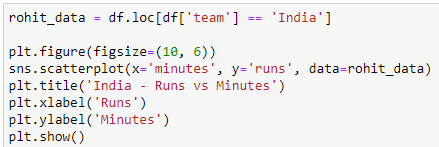 rohit_data = df.loc[df['team'] == 'India']
plt.figure(figsize=(10, 6))
sns.scatterplot(x='minutes', y='runs', data=rohit_data)
plt.title('India - Runs vs Minutes')
plt.xlabel('Runs')
plt.ylabel('Minutes')
plt.show()